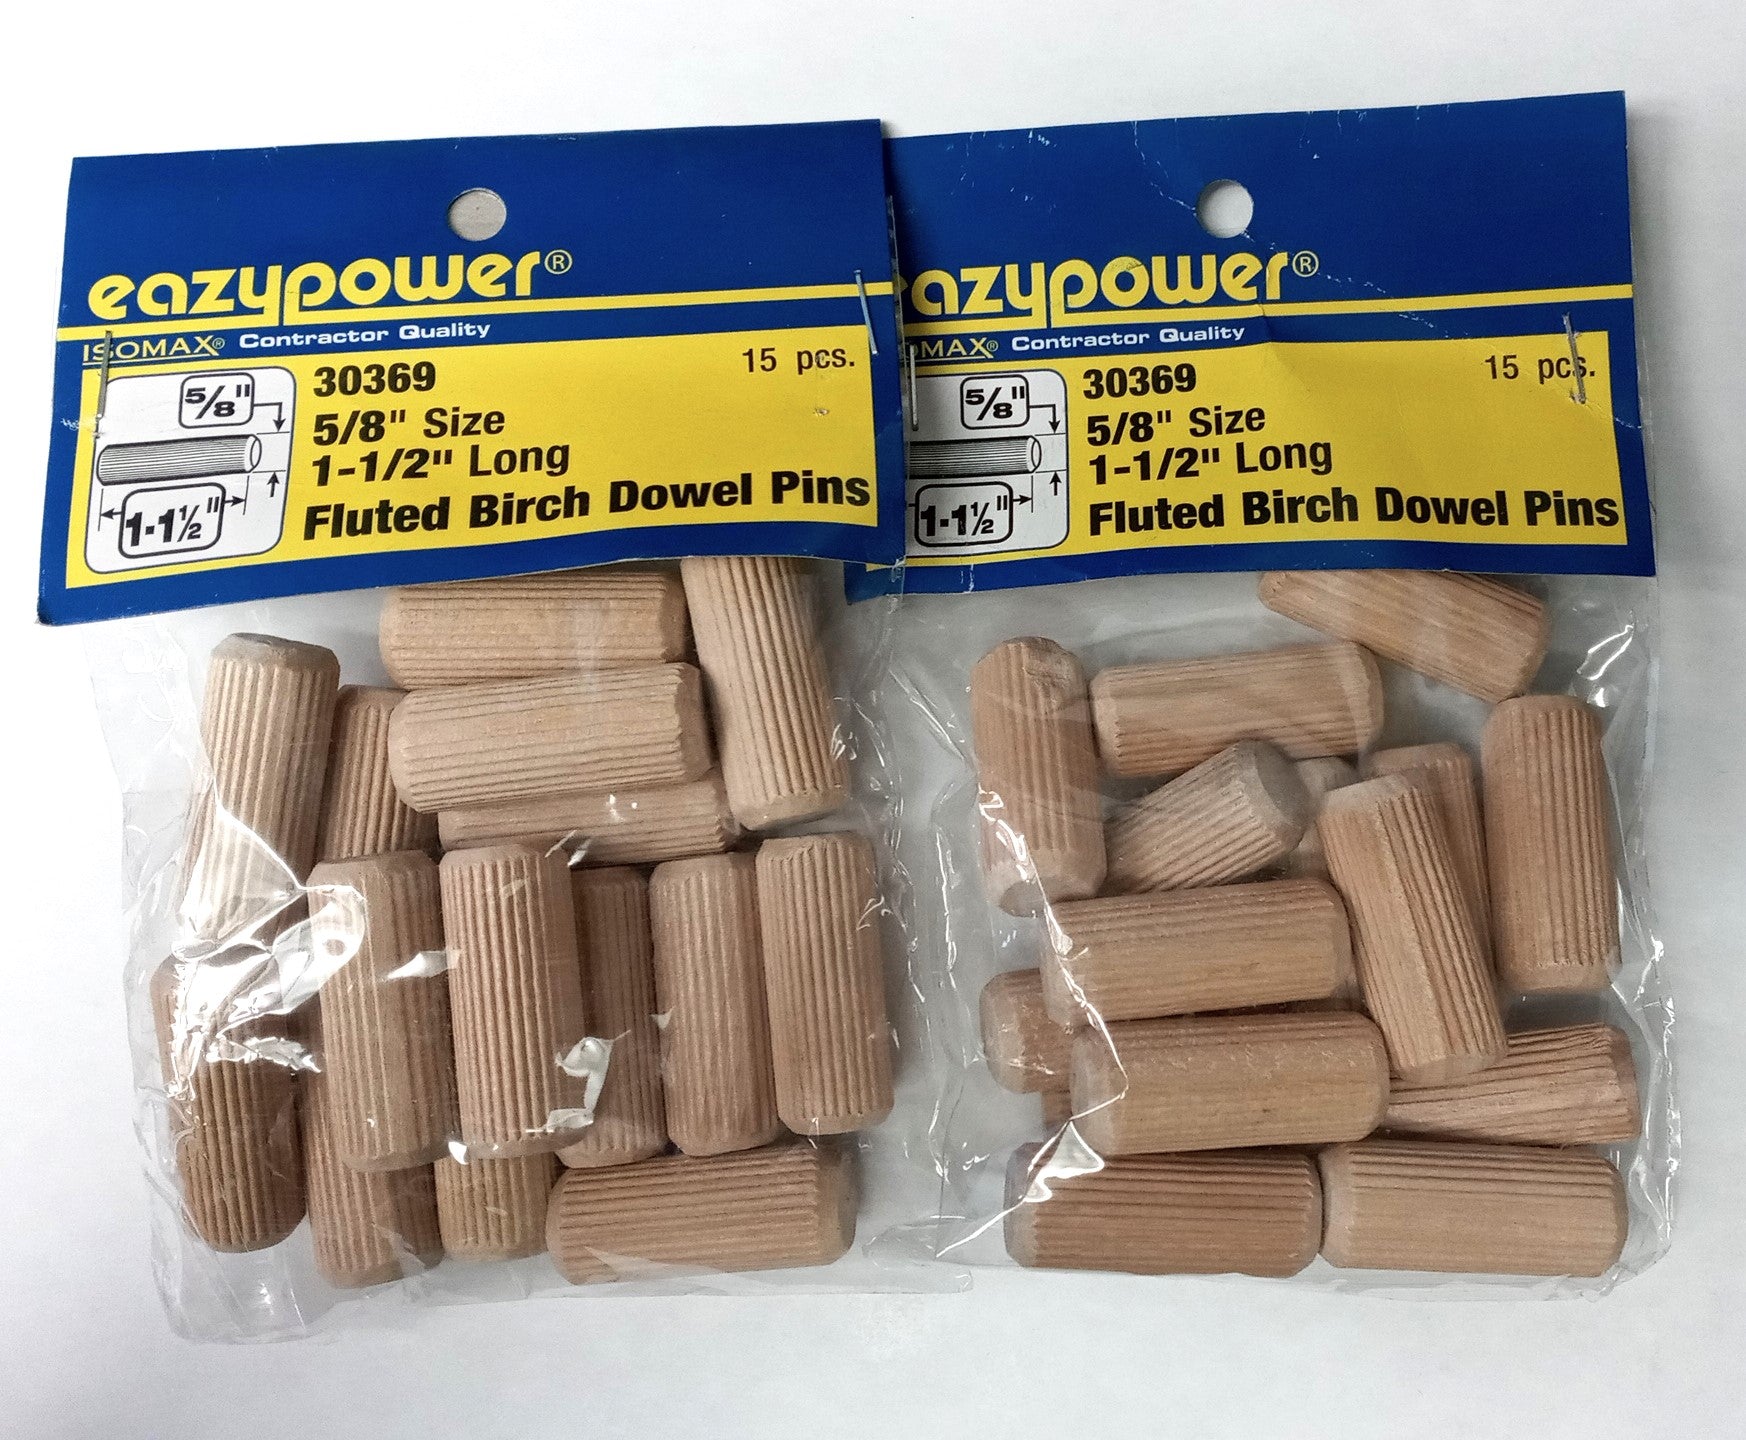 eazypower®
ISOMAX® Contractor Quality
15 pcs.
30369
5/8" Size
1-1/2" Long
Fluted Birch Dowel Pins
5/8"
1-1½"
eazypower®
OMAX® Contractor Quality
15 pcs.
30369
5/8" Size
1-1/2" Long
Fluted Birch Dowel Pins
5/8"
1-1½"